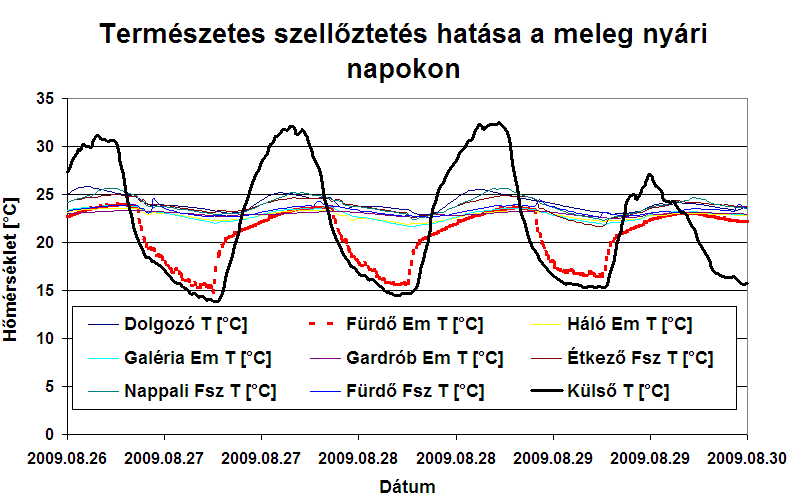 Természetes szellőztetés hatása a meleg nyári
napokon
Hőmérséklet [°C]
35
30
25
20
15
10
5
0
Dolgozó T [°C]
Fürdő Em T [°C]
Háló Em T [°C]
Galéria Em T [°C]
Gardrób Em T [°C]
Étkező Fsz T [°C]
Nappali Fsz T [°C]
Fürdő Fsz T [°C]
Külső T [°C]
2009.08.26 2009.08.27 2009.08.27 2009.08.28 2009.08.28 2009.08.29 2009.08.29 2009.08.30
Dátum